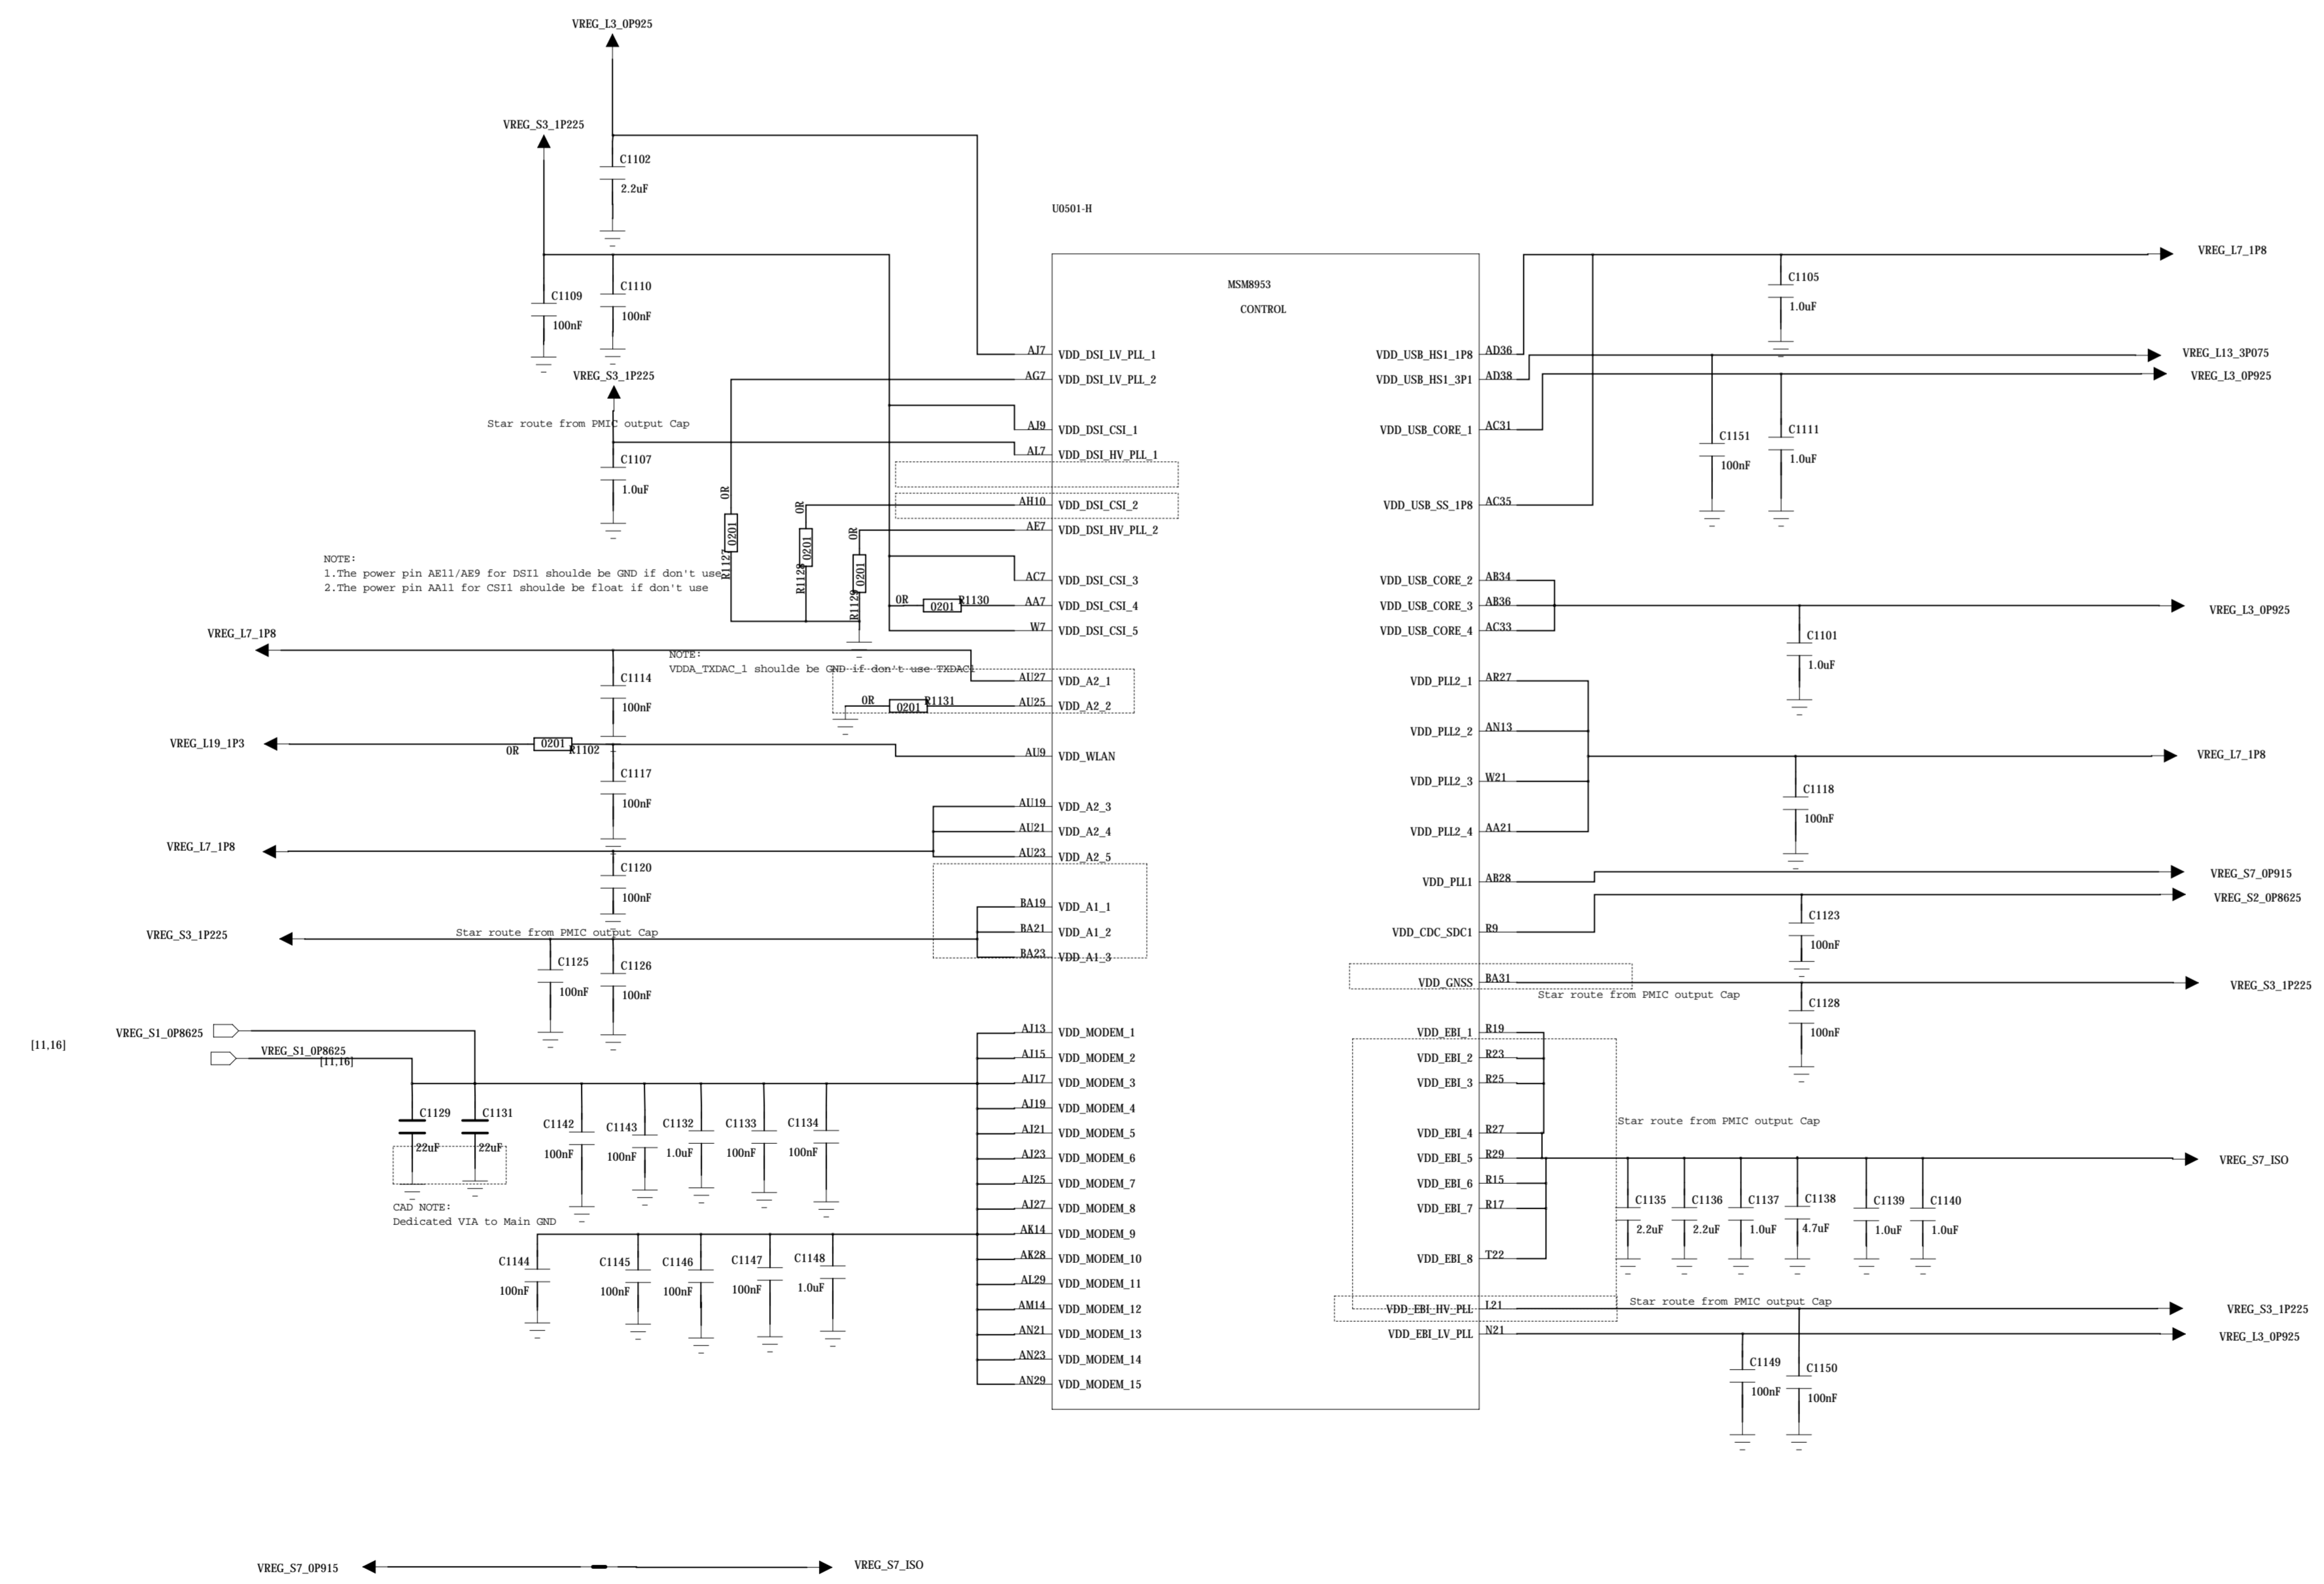 VREG_L3_0P925
VREG_S3_1P225
C1102
2.2uF
U0501-H
C1109
100nF
C1110
100nF
VREG_S3_1P225
Star route from PMIC output Cap
C1107
1.0uF
NOTE:
1.The power pin AE11/AE9 for DSI1 shoulde be GND if don't use
2.The power pin AA11 for CSI1 shoulde be float if don't use
0R
0201
R1127
0R
0201
R1128
0R
0201
R1129
0R
0201
R1130
VREG_L7_1P8
NOTE:
VDDA_TXDAC_1 shoulde be GND if don't use TXDAC1
C1114
100nF
0R
0201
R1131
VREG_L19_1P3
0R
0201
R1102
C1117
100nF
VREG_L7_1P8
C1120
100nF
VREG_S3_1P225
Star route from PMIC output Cap
C1125
100nF
C1126
100nF
VREG_S1_0P8625
[11,16]
VREG_S1_0P8625
[11,16]
C1129
22uF
C1131
22uF
C1142
100nF
C1143
100nF
C1132
1.0uF
C1133
100nF
C1134
100nF
CAD NOTE:
Dedicated VIA to Main GND
C1144
100nF
C1145
100nF
C1146
100nF
C1147
100nF
C1148
1.0uF
MSM8953
CONTROL
AJ7 VDD_DSI_LV_PLL_1
AG7 VDD_DSI_LV_PLL_2
AJ9 VDD_DSI_CSI_1
AL7 VDD_DSI_HV_PLL_1
AH10 VDD_DSI_CSI_2
AE7 VDD_DSI_HV_PLL_2
AC7 VDD_DSI_CSI_3
AA7 VDD_DSI_CSI_4
W7 VDD_DSI_CSI_5
AU27 VDD_A2_1
AU25 VDD_A2_2
AU9 VDD_WLAN
AU19 VDD_A2_3
AU21 VDD_A2_4
AU23 VDD_A2_5
BA19 VDD_A1_1
BA21 VDD_A1_2
BA23 VDD_A1_3
AJ13 VDD_MODEM_1
AJ15 VDD_MODEM_2
AJ17 VDD_MODEM_3
AJ19 VDD_MODEM_4
AJ21 VDD_MODEM_5
AJ23 VDD_MODEM_6
AJ25 VDD_MODEM_7
AJ27 VDD_MODEM_8
AK14 VDD_MODEM_9
AK28 VDD_MODEM_10
AL29 VDD_MODEM_11
AM14 VDD_MODEM_12
AN21 VDD_MODEM_13
AN23 VDD_MODEM_14
AN29 VDD_MODEM_15
VDD_USB_HS1_1P8 AD36
VDD_USB_HS1_3P1 AD38
VDD_USB_CORE_1 AC31
VDD_USB_SS_1P8 AC35
VDD_USB_CORE_2 AB34
VDD_USB_CORE_3 AB36
VDD_USB_CORE_4 AC33
VDD_PLL2_1 AR27
VDD_PLL2_2 AN13
VDD_PLL2_3 W21
VDD_PLL2_4 AA21
VDD_PLL1 AB28
VDD_CDC_SDC1 R9
VDD_GNSS BA31
VDD_EBI_1 R19
VDD_EBI_2 R23
VDD_EBI_3 R25
VDD_EBI_4 R27
VDD_EBI_5 R29
VDD_EBI_6 R15
VDD_EBI_7 R17
VDD_EBI_8 T22
VDD_EBI_HV_PLL L21
VDD_EBI_LV_PLL N21
VREG_L7_1P8
C1105
1.0uF
VREG_L13_3P075
VREG_L3_0P925
C1151
100nF
C1111
1.0uF
VREG_L3_0P925
C1101
1.0uF
VREG_L7_1P8
C1118
100nF
VREG_S7_0P915
VREG_S2_0P8625
C1123
100nF
VREG_S3_1P225
Star route from PMIC output Cap
C1128
100nF
Star route from PMIC output Cap
VREG_S7_ISO
C1135
2.2uF
C1136
2.2uF
C1137
1.0uF
C1138
4.7uF
C1139
1.0uF
C1140
1.0uF
Star route from PMIC output Cap
VREG_S3_1P225
VREG_L3_0P925
C1149
100nF
C1150
100nF
VREG_S7_0P915
VREG_S7_ISO